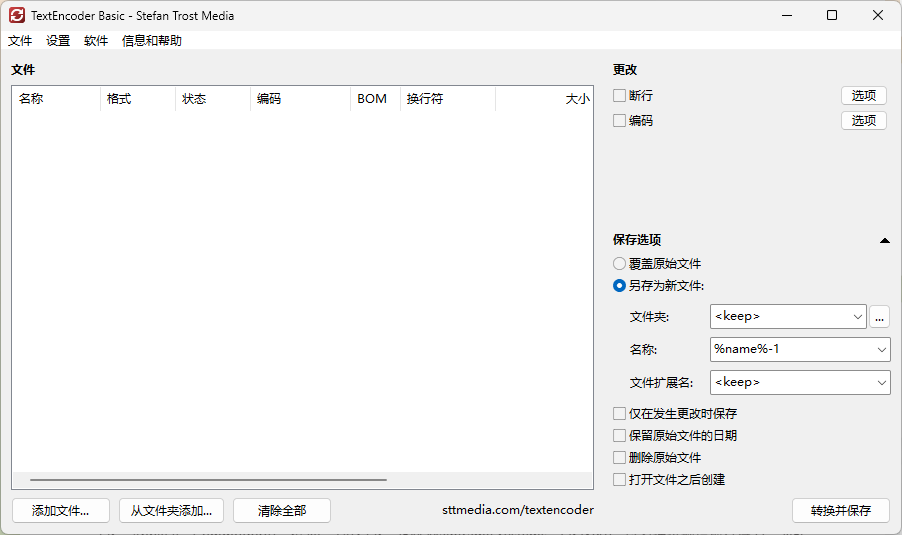 TextEncoder Basic - Stefan Trost Media
文件 设置 软件 信息和帮助
文件
名称 格式 状态 编码 BOM 换行符 大小
更改
断行 选项
编码 选项
保存选项
覆盖原始文件
另存为新文件:
文件夹: <keep> ...
名称: %name%-1
文件扩展名: <keep>
仅在发生更改时保存
保留原始文件的日期
删除原始文件
打开文件之后创建
添加文件... 从文件夹添加... 清除全部 sttmedia.com/textencoder 转换并保存